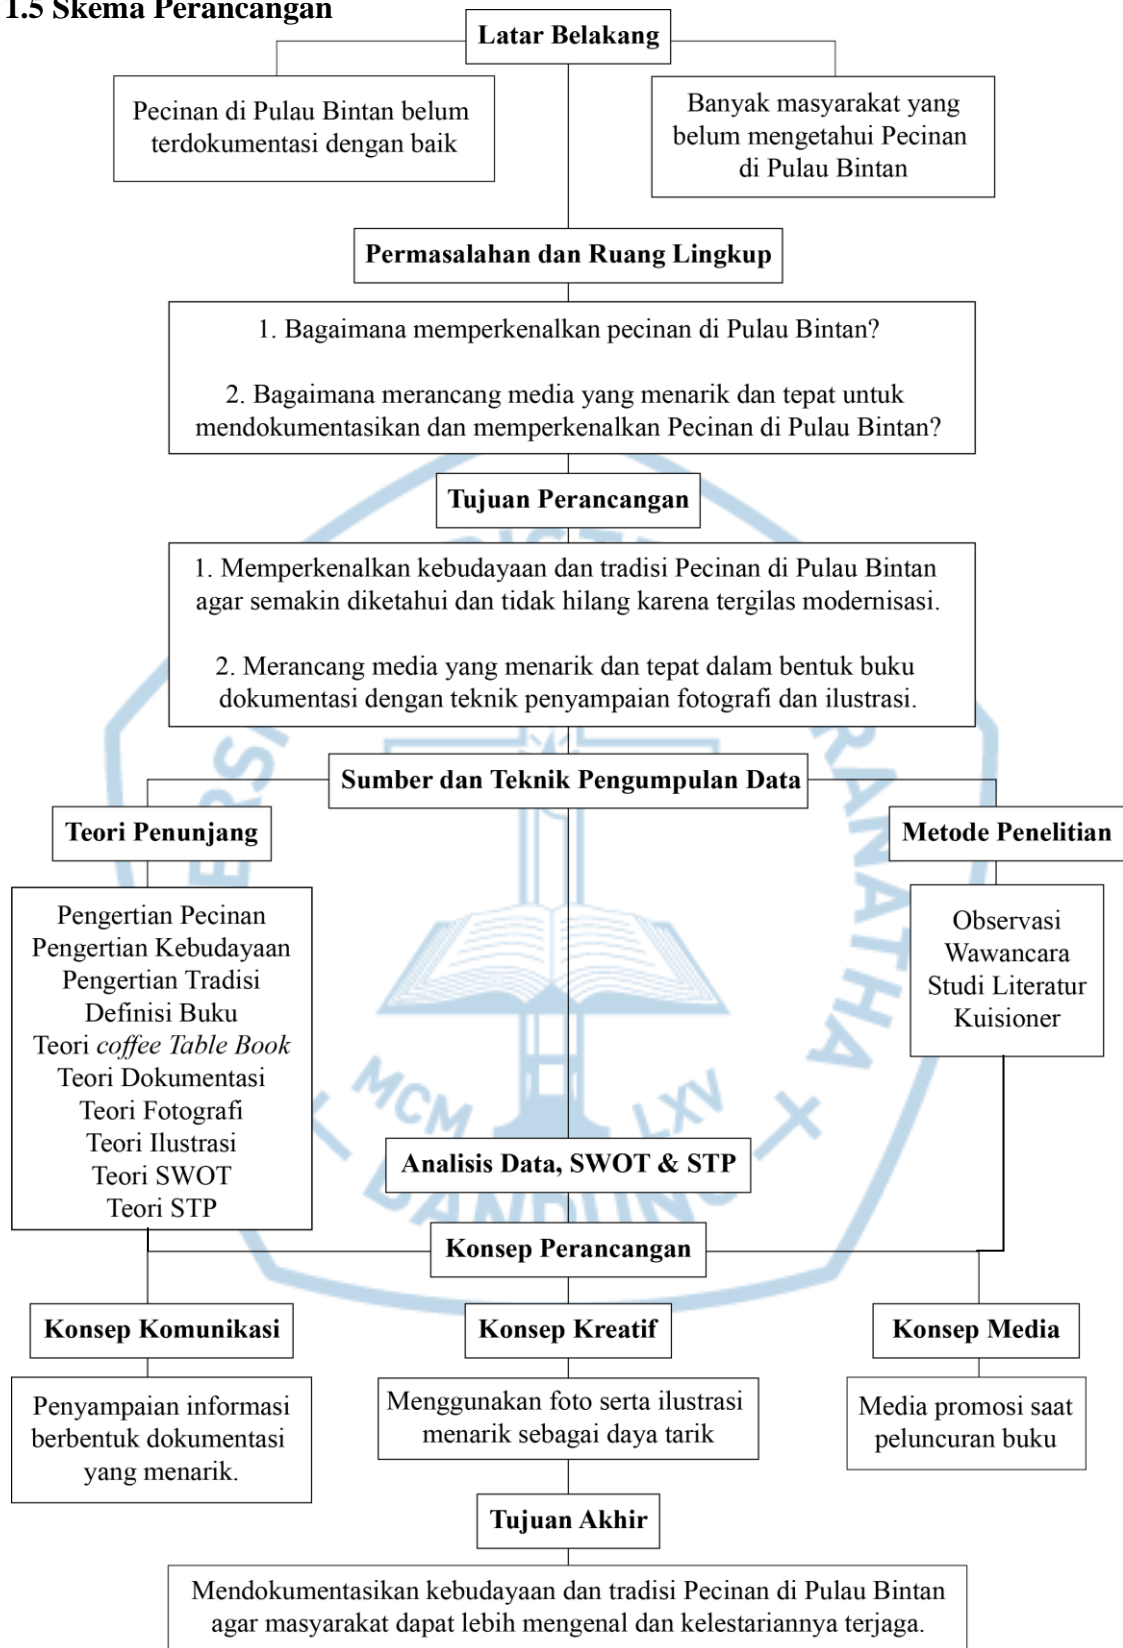 1.5 Skema Perancangan
Latar Belakang
Pecinan di Pulau Bintan belum
terdokumentasi dengan baik
Banyak masyarakat yang
belum mengetahui Pecinan
di Pulau Bintan
Permasalahan dan Ruang Lingkup
1. Bagaimana memperkenalkan pecinan di Pulau Bintan?
2. Bagaimana merancang media yang menarik dan tepat untuk
mendokumentasikan dan memperkenalkan Pecinan di Pulau Bintan?
Tujuan Perancangan
1. Memperkenalkan kebudayaan dan tradisi Pecinan di Pulau Bintan
agar semakin diketahui dan tidak hilang karena tergilas modernisasi.
2. Merancang media yang menarik dan tepat dalam bentuk buku
dokumentasi dengan teknik penyampaian fotografi dan ilustrasi.
Sumber dan Teknik Pengumpulan Data
Teori Penunjang
Pengertian Pecinan
Pengertian Kebudayaan
Pengertian Tradisi
Definisi Buku
Teori coffee Table Book
Teori Dokumentasi
Teori Fotografi
Teori Ilustrasi
Teori SWOT
Teori STP
Metode Penelitian
Observasi
Wawancara
Studi Literatur
Kuisioner
Analisis Data, SWOT & STP
Konsep Perancangan
Konsep Komunikasi
Penyampaian informasi
berbentuk dokumentasi
yang menarik.
Konsep Kreatif
Menggunakan foto serta ilustrasi
menarik sebagai daya tarik
Konsep Media
Media promosi saat
peluncuran buku
Tujuan Akhir
Mendokumentasikan kebudayaan dan tradisi Pecinan di Pulau Bintan
agar masyarakat dapat lebih mengenal dan kelestariannya terjaga.
MCM LXV
BANDUNG